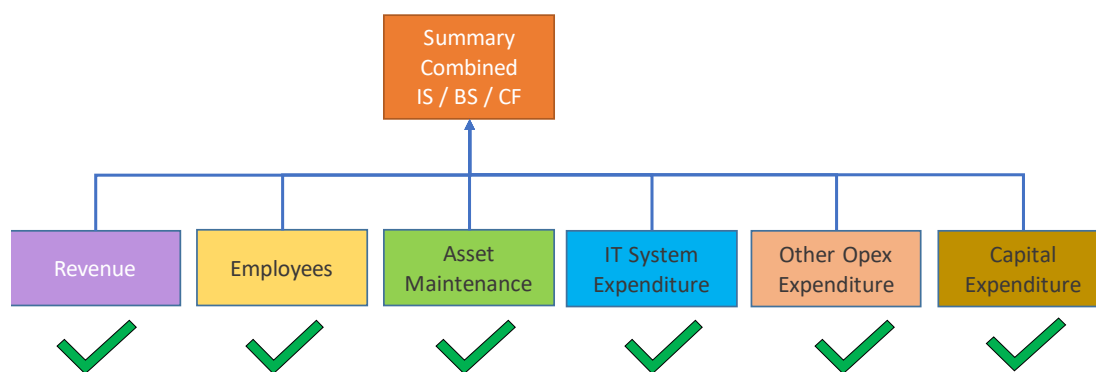 Summary
Combined
IS / BS / CF
Revenue
Employees
Asset
Maintenance
IT System
Expenditure
Other Opex
Expenditure
Capital
Expenditure